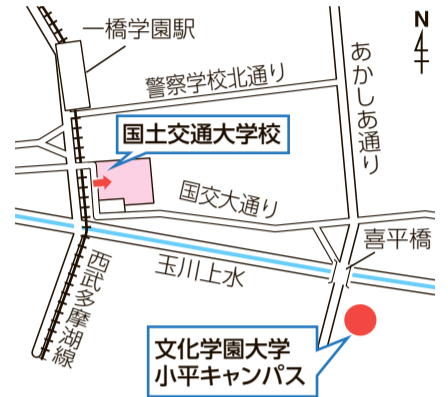 一橋学園駅
N
警察学校北通り
あかしあ通り
国土交通大学校
国交大通り
喜平橋
玉川上水
西武多摩湖線
文化学園大学
小平キャンパス